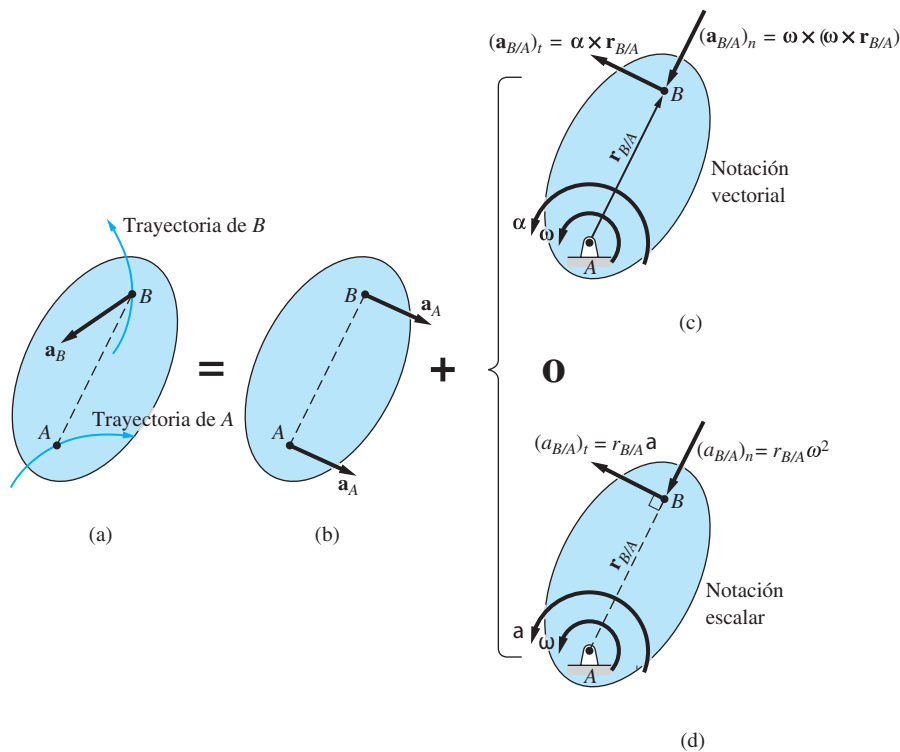 Trayectoria de B
B
a_B
A
Trayectoria de A
(a)
=
B
a_A
A
a_A
(b)
+
(a_{B/A})_t = α × r_{B/A}
(a_{B/A})_n = ω × (ω × r_{B/A})
B
r_{B/A}
Notación
vectorial
α
ω
A
(c)
o
(a_{B/A})_t = r_{B/A} a
(a_{B/A})_n = r_{B/A} ω²
B
r_{B/A}
Notación
escalar
a
ω
A
(d)